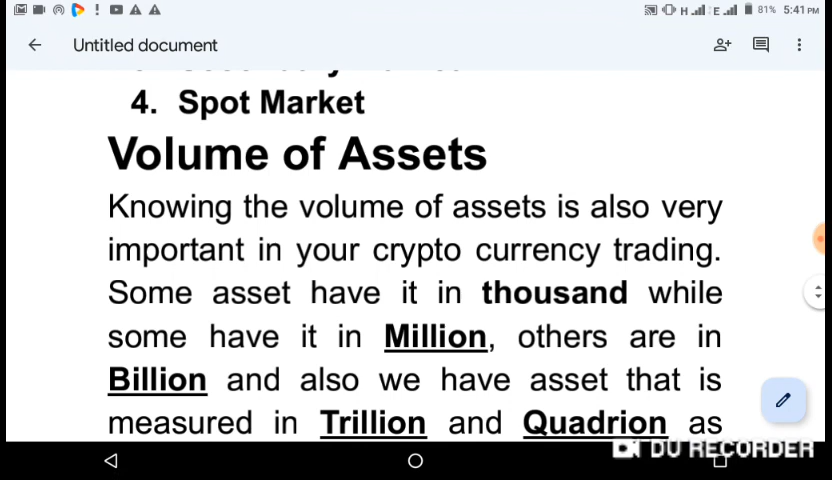 H E 81% 5:41 PM
Untitled document
4. Spot Market
Volume of Assets
Knowing the volume of assets is also very
important in your crypto currency trading.
Some asset have it in thousand while
some have it in Million, others are in
Billion and also we have asset that is
measured in Trillion and Quadrion as
DU RECORDER